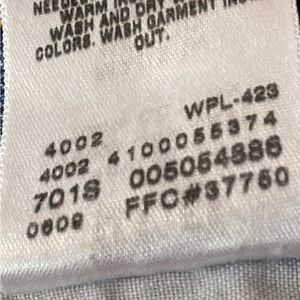 WARM IN
WASH AND DRY
COLORS. WASH GARMENT
OUT.
WPL-423
4002
4002 4100055374
701S 005054886
0609 FFC#37750